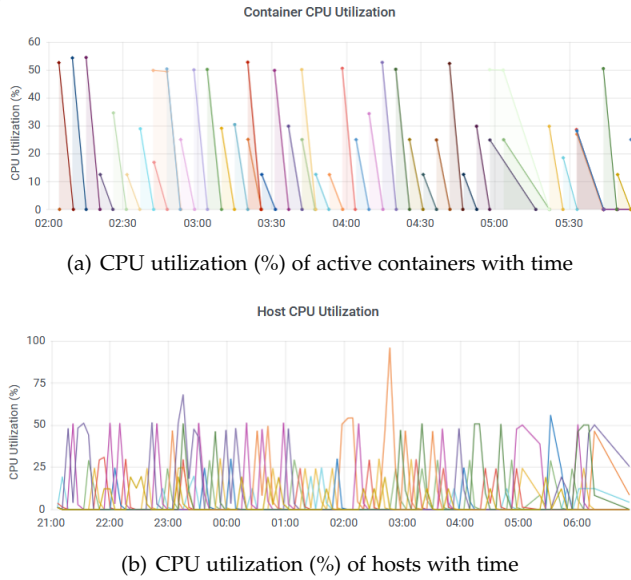 Container CPU Utilization
CPU Utilization (%)
60
50
40
30
20
10
0
02:00 02:30 03:00 03:30 04:00 04:30 05:00 05:30
(a) CPU utilization (%) of active containers with time
Host CPU Utilization
CPU Utilization (%)
100
75
50
25
0
21:00 22:00 23:00 00:00 01:00 02:00 03:00 04:00 05:00 06:00
(b) CPU utilization (%) of hosts with time